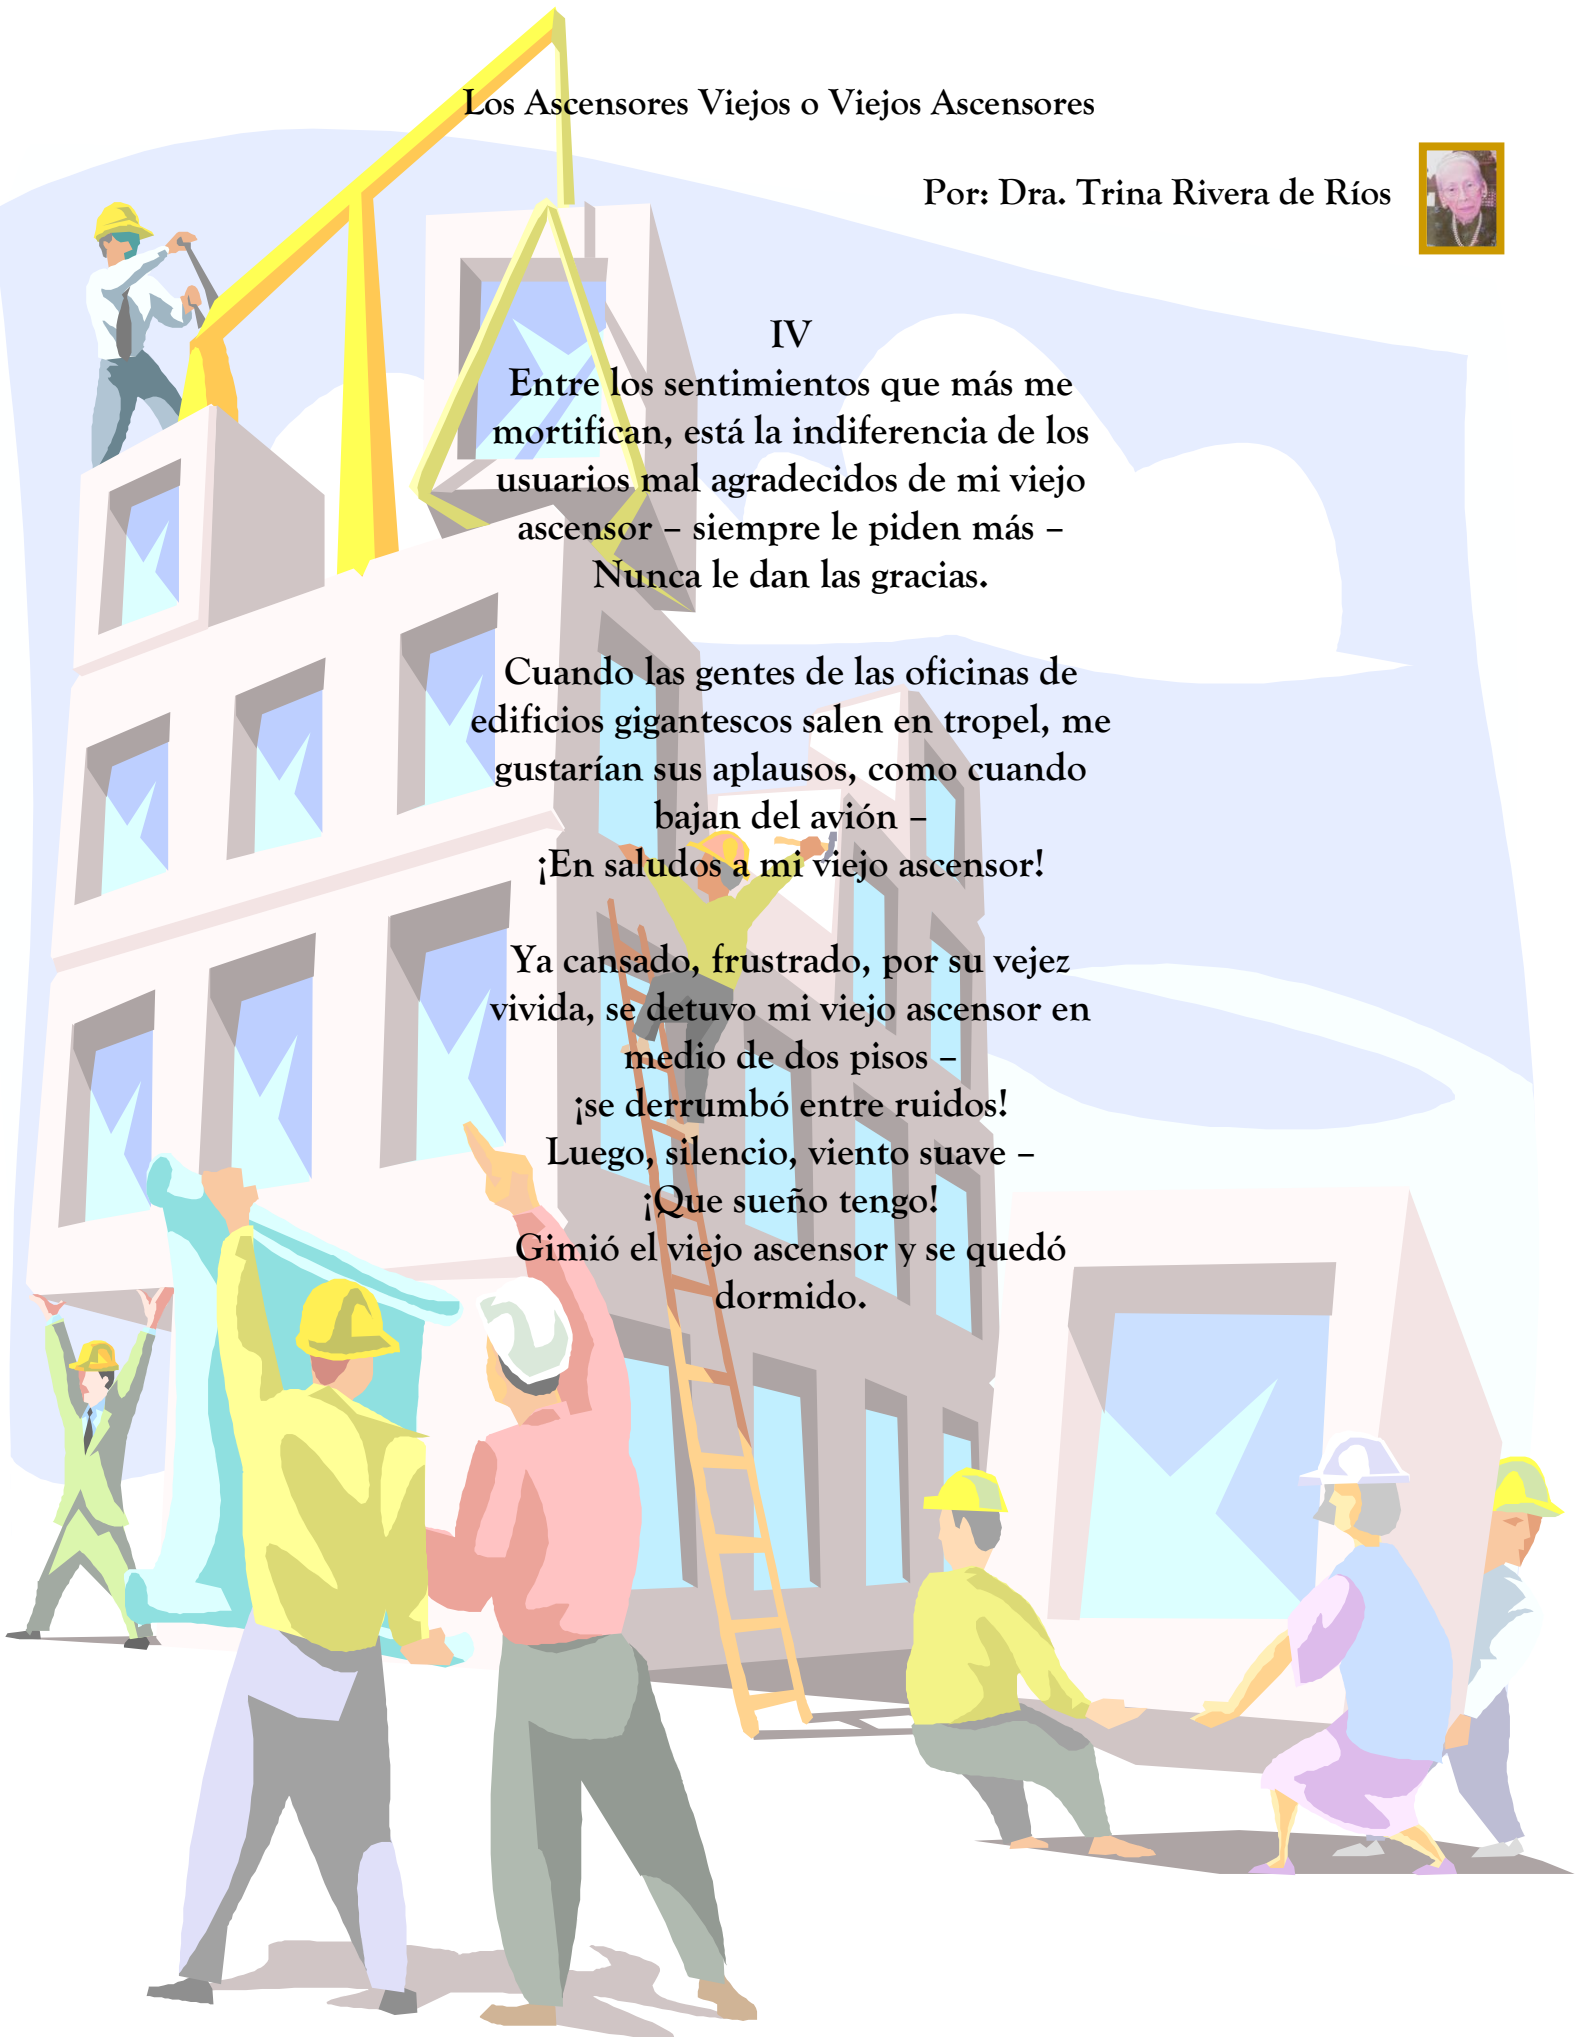 Los Ascensores Viejos o Viejos Ascensores
Por: Dra. Trina Rivera de Ríos
IV
Entre los sentimientos que más me
mortifican, está la indiferencia de los
usuarios mal agradecidos de mi viejo
ascensor – siempre le piden más –
Nunca le dan las gracias.
Cuando las gentes de las oficinas de
edificios gigantescos salen en tropel, me
gustarían sus aplausos, como cuando
bajan del avión –
¡En saludos a mi viejo ascensor!
Ya cansado, frustrado, por su vejez
vivida, se detuvo mi viejo ascensor en
medio de dos pisos –
¡se derrumbó entre ruidos!
Luego, silencio, viento suave –
¡Que sueño tengo!
Gimió el viejo ascensor y se quedó
dormido.